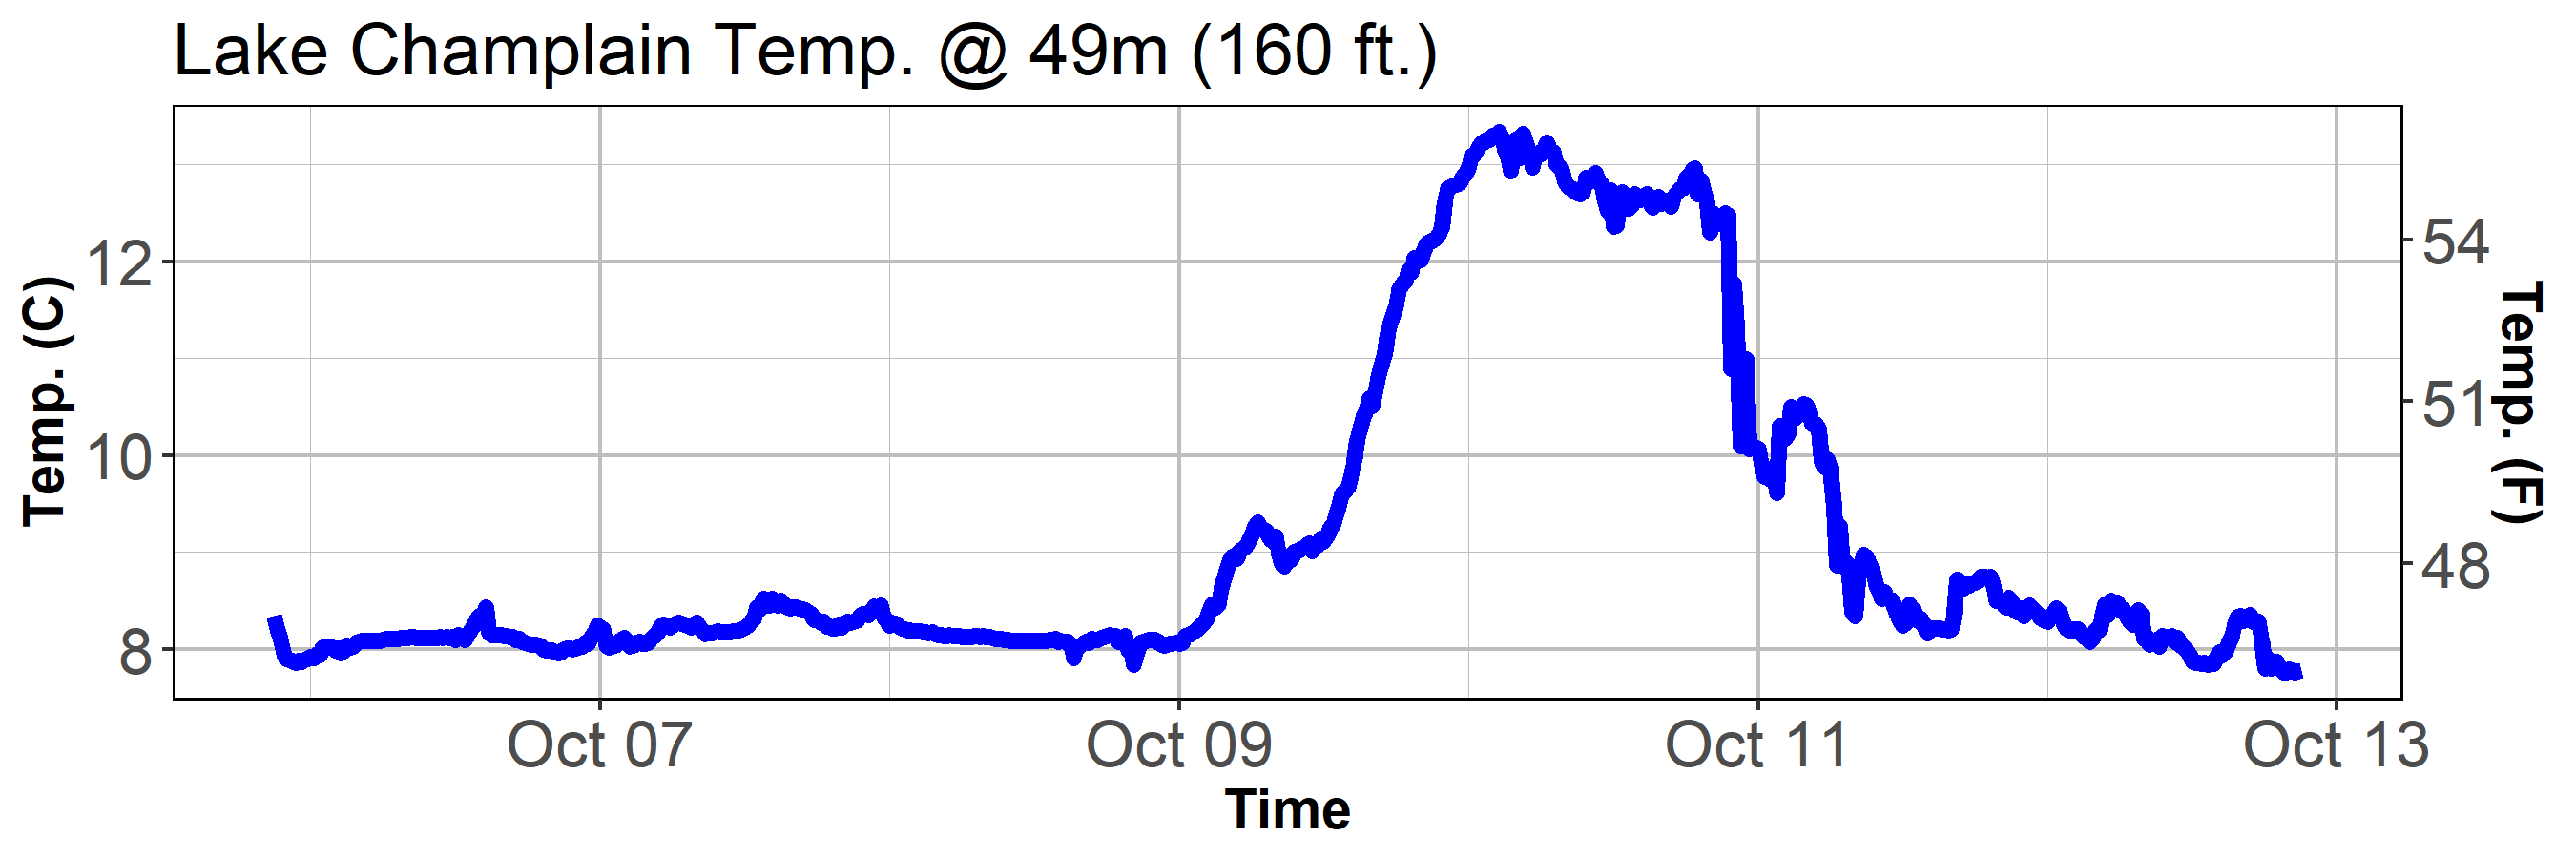 Lake Champlain Temp. @ 49m (160 ft.)
Temp. (C)
12
10
8
54
51
48
Temp. (F)
Oct 07
Oct 09
Oct 11
Oct 13
Time